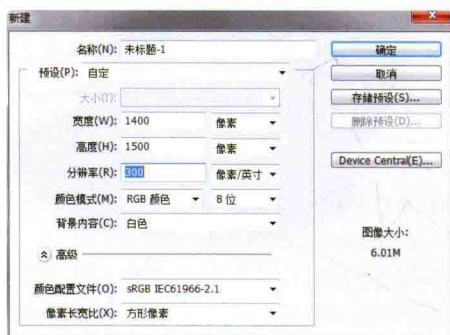 新建
名称(N): 未标题-1
确定
预设(P): 自定
取消
大小(I):
存储预设(S)...
宽度(W): 1400 像素
删除预设(D)...
高度(H): 1500 像素
分辨率(R): 300 像素/英寸
Device Central(E)...
颜色模式(M): RGB 颜色 8 位
背景内容(C): 白色
图像大小:
高级
6.01M
颜色配置文件(O): sRGB IEC61966-2.1
像素长宽比(X): 方形像素